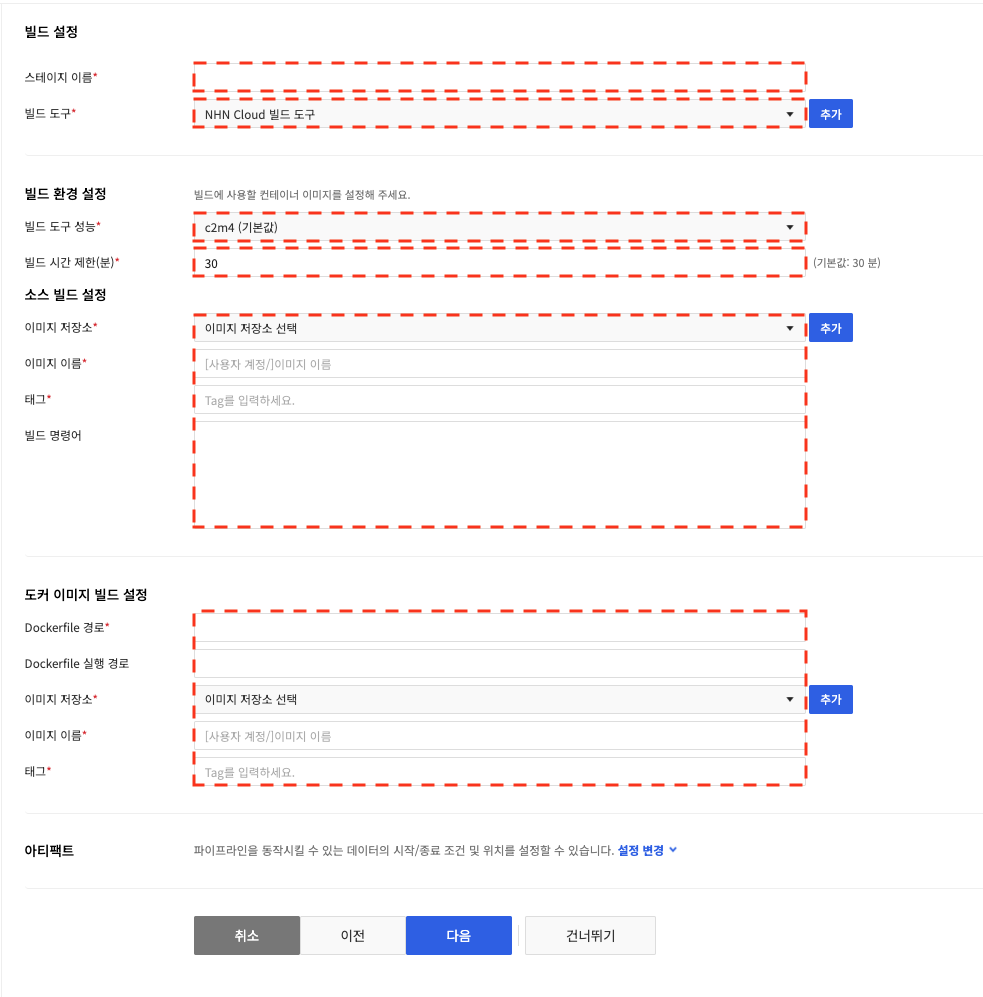 빌드 설정
스테이지 이름*
빌드 도구* NHN Cloud 빌드 도구 추가
빌드 환경 설정 빌드에 사용할 컨테이너 이미지를 설정해 주세요.
빌드 도구 성능* c2m4 (기본값)
빌드 시간 제한(분)* 30 (기본값: 30 분)
소스 빌드 설정
이미지 저장소* 이미지 저장소 선택 추가
이미지 이름* [사용자 계정/]이미지 이름
태그* Tag를 입력하세요.
빌드 명령어
도커 이미지 빌드 설정
Dockerfile 경로*
Dockerfile 실행 경로
이미지 저장소* 이미지 저장소 선택 추가
이미지 이름* [사용자 계정/]이미지 이름
태그* Tag를 입력하세요.
아티팩트 파이프라인을 동작시킬 수 있는 데이터의 시작/종료 조건 및 위치를 설정할 수 있습니다. 설정 변경
취소 이전 다음 건너뛰기